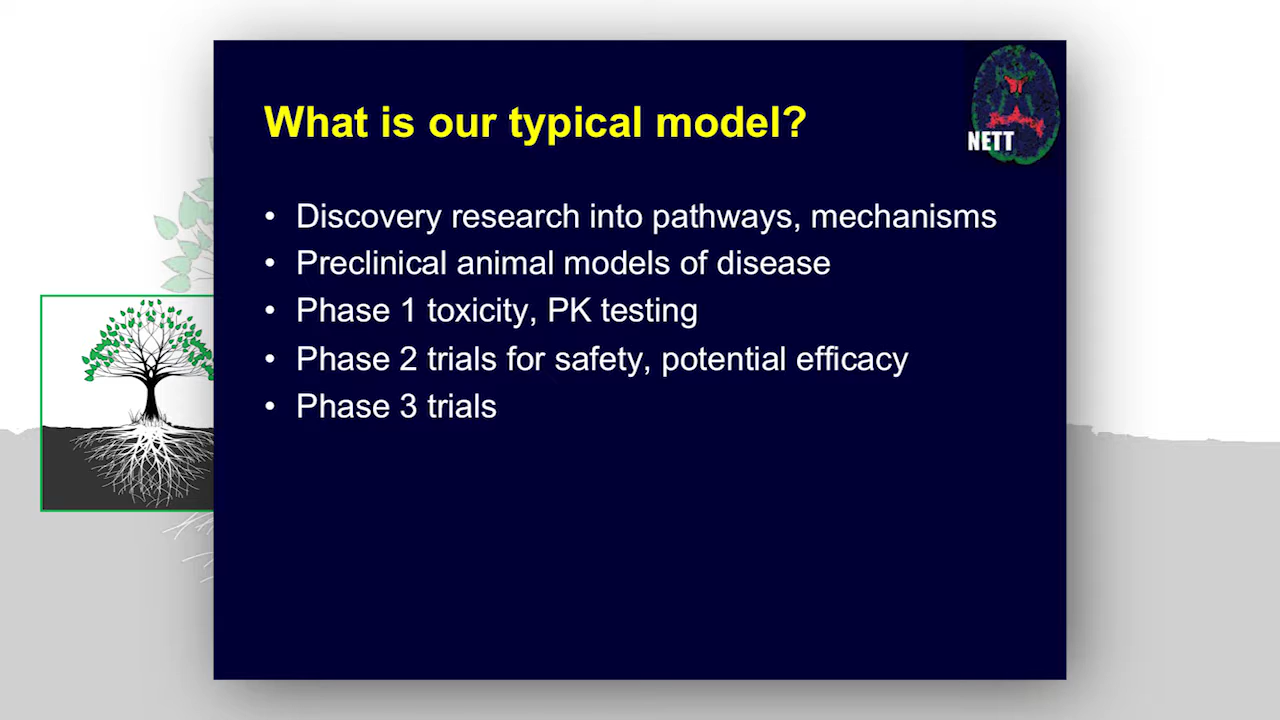 What is our typical model?
NETT
• Discovery research into pathways, mechanisms
• Preclinical animal models of disease
• Phase 1 toxicity, PK testing
• Phase 2 trials for safety, potential efficacy
• Phase 3 trials